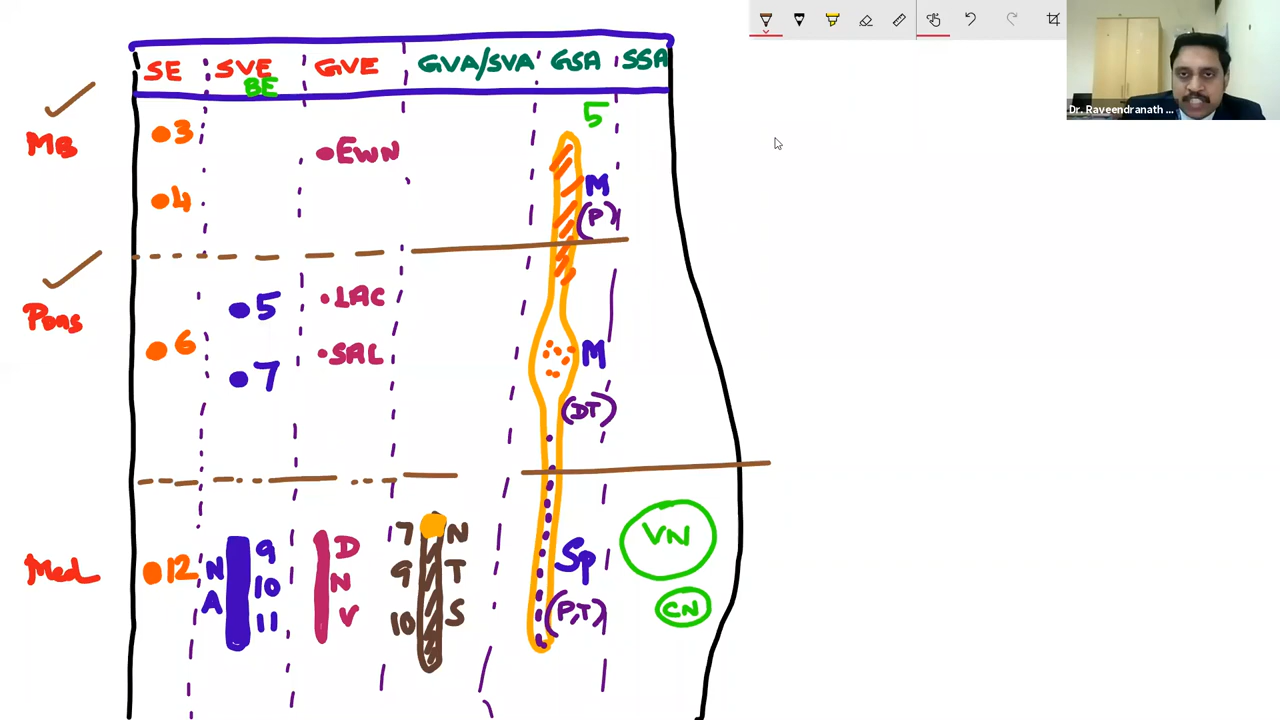 SE SVE GVE GVA/SVA GSA SSA
BE
5
3
MB
EWN
4
M
(P)
5
LAC
Pons
6
SAL
M
7
(DT)
7 N
9 D
VN
12 N 10 N 9 T Sp
A 11 V 10 S (P,T)
CN
Med
Dr. Raveendranath ...